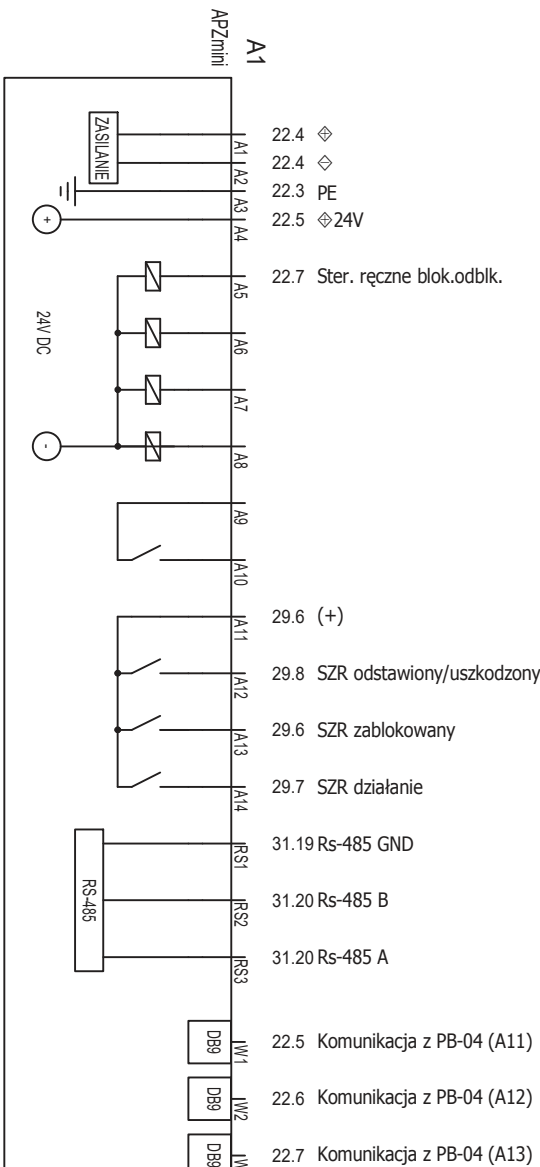 A1
APZmini
ZASILANIE
A1 22.4
A2 22.4
A3 22.3 PE
A4 22.5 24V
+
A5 22.7 Ster. ręczne blok.odblk.
24V DC
A6
A7
A8
-
A9
A10
A11 29.6 (+)
A12 29.8 SZR odstawiony/uszkodzony
A13 29.6 SZR zablokowany
A14 29.7 SZR działanie
RS-485
RS1 31.19 Rs-485 GND
RS2 31.20 Rs-485 B
RS3 31.20 Rs-485 A
DB9 W1 22.5 Komunikacja z PB-04 (A11)
DB9 W2 22.6 Komunikacja z PB-04 (A12)
DB9 22.7 Komunikacja z PB-04 (A13)